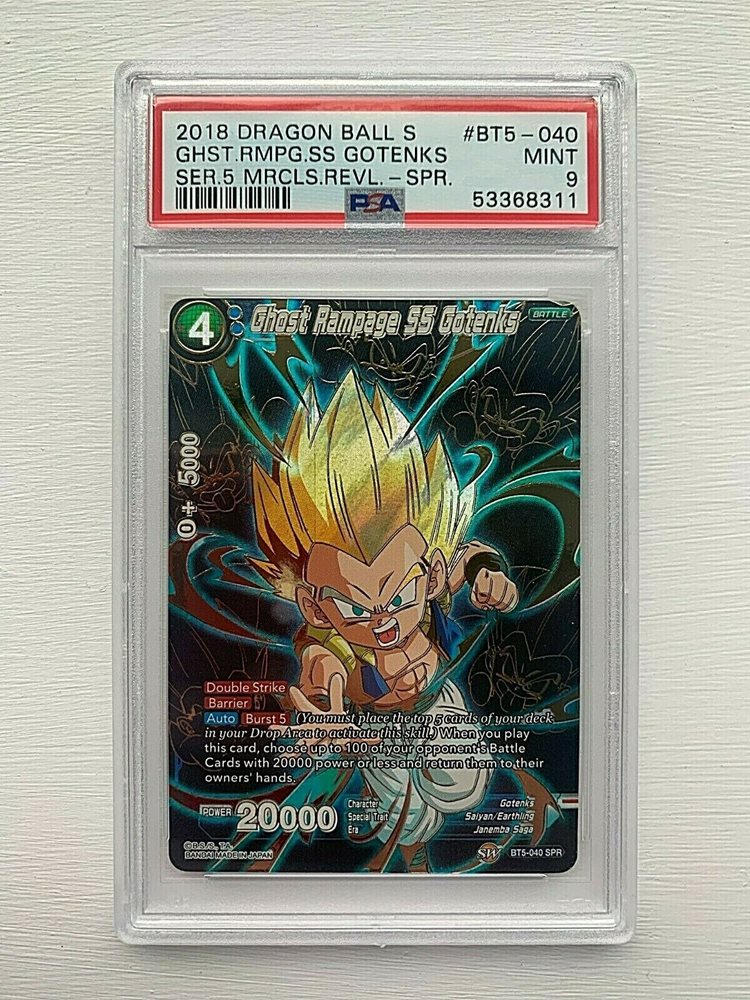 2018 DRAGON BALL S #BT5-040
GHST.RMPG.SS GOTENKS MINT
SER.5 MRCLS.REVL.-SPR. 9
PSA 53368311
4 Ghost Rampage SS Gotenks BATTLE
0+ 5000
Double Strike
Barrier
Auto Burst 5 (You must place the top 5 cards of your deck
in your Drop Area to activate this skill.) When you play
this card, choose up to 100 of your opponent's Battle
Cards with 20000 power or less and return them to their
owners' hands.
POWER 20000
Character Gotenks
Special Trait Saiyan/Earthling
Era Janemba Saga
©B.S./S., T.A.
BANDAI MADE IN JAPAN
SW BT5-040 SPR